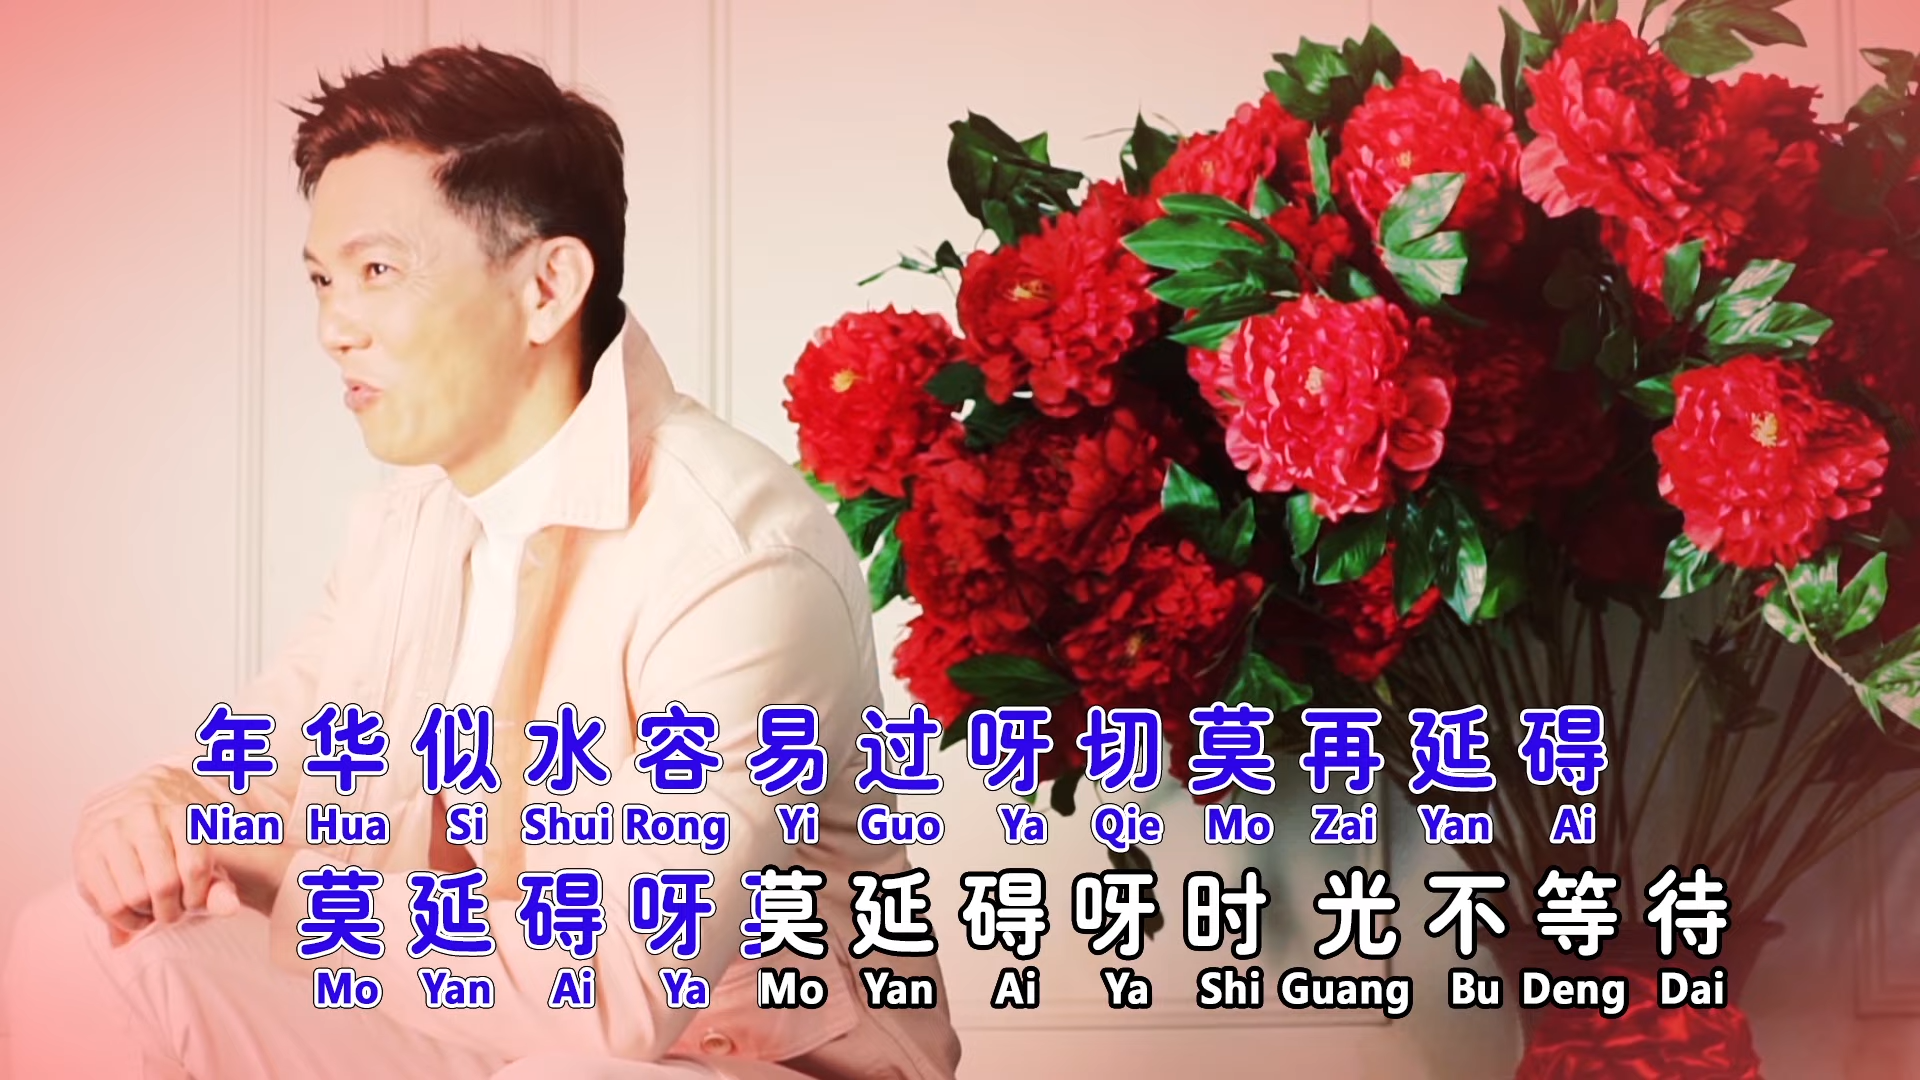 年华似水容易过呀切莫再延碍
Nian Hua Si Shui Rong Yi Guo Ya Qie Mo Zai Yan Ai
莫延碍呀莫延碍呀时光不等待
Mo Yan Ai Ya Mo Yan Ai Ya Shi Guang Bu Deng Dai